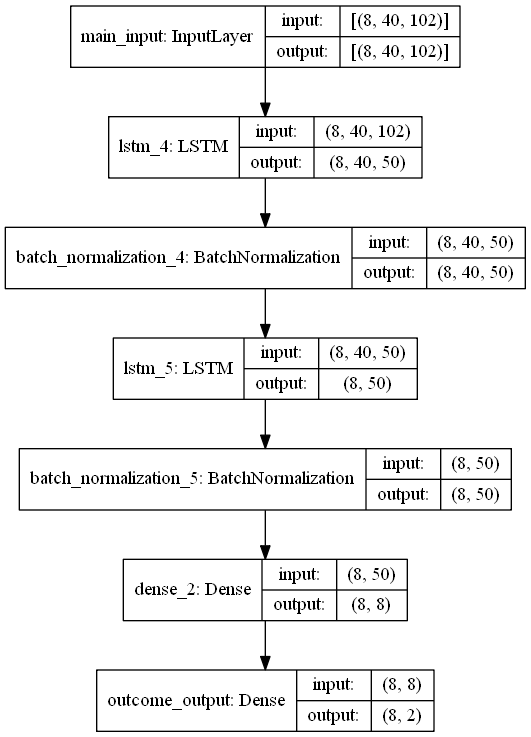 main_input: InputLayer
input: [(8, 40, 102)]
output: [(8, 40, 102)]
lstm_4: LSTM
input: (8, 40, 102)
output: (8, 40, 50)
batch_normalization_4: BatchNormalization
input: (8, 40, 50)
output: (8, 40, 50)
lstm_5: LSTM
input: (8, 40, 50)
output: (8, 50)
batch_normalization_5: BatchNormalization
input: (8, 50)
output: (8, 50)
dense_2: Dense
input: (8, 50)
output: (8, 8)
outcome_output: Dense
input: (8, 8)
output: (8, 2)